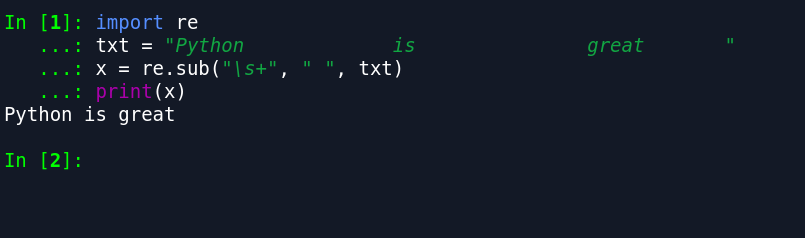 In [1]: import re
   ...: txt = "Python             is               great       "
   ...: x = re.sub("\s+", " ", txt)
   ...: print(x)
Python is great

In [2]: